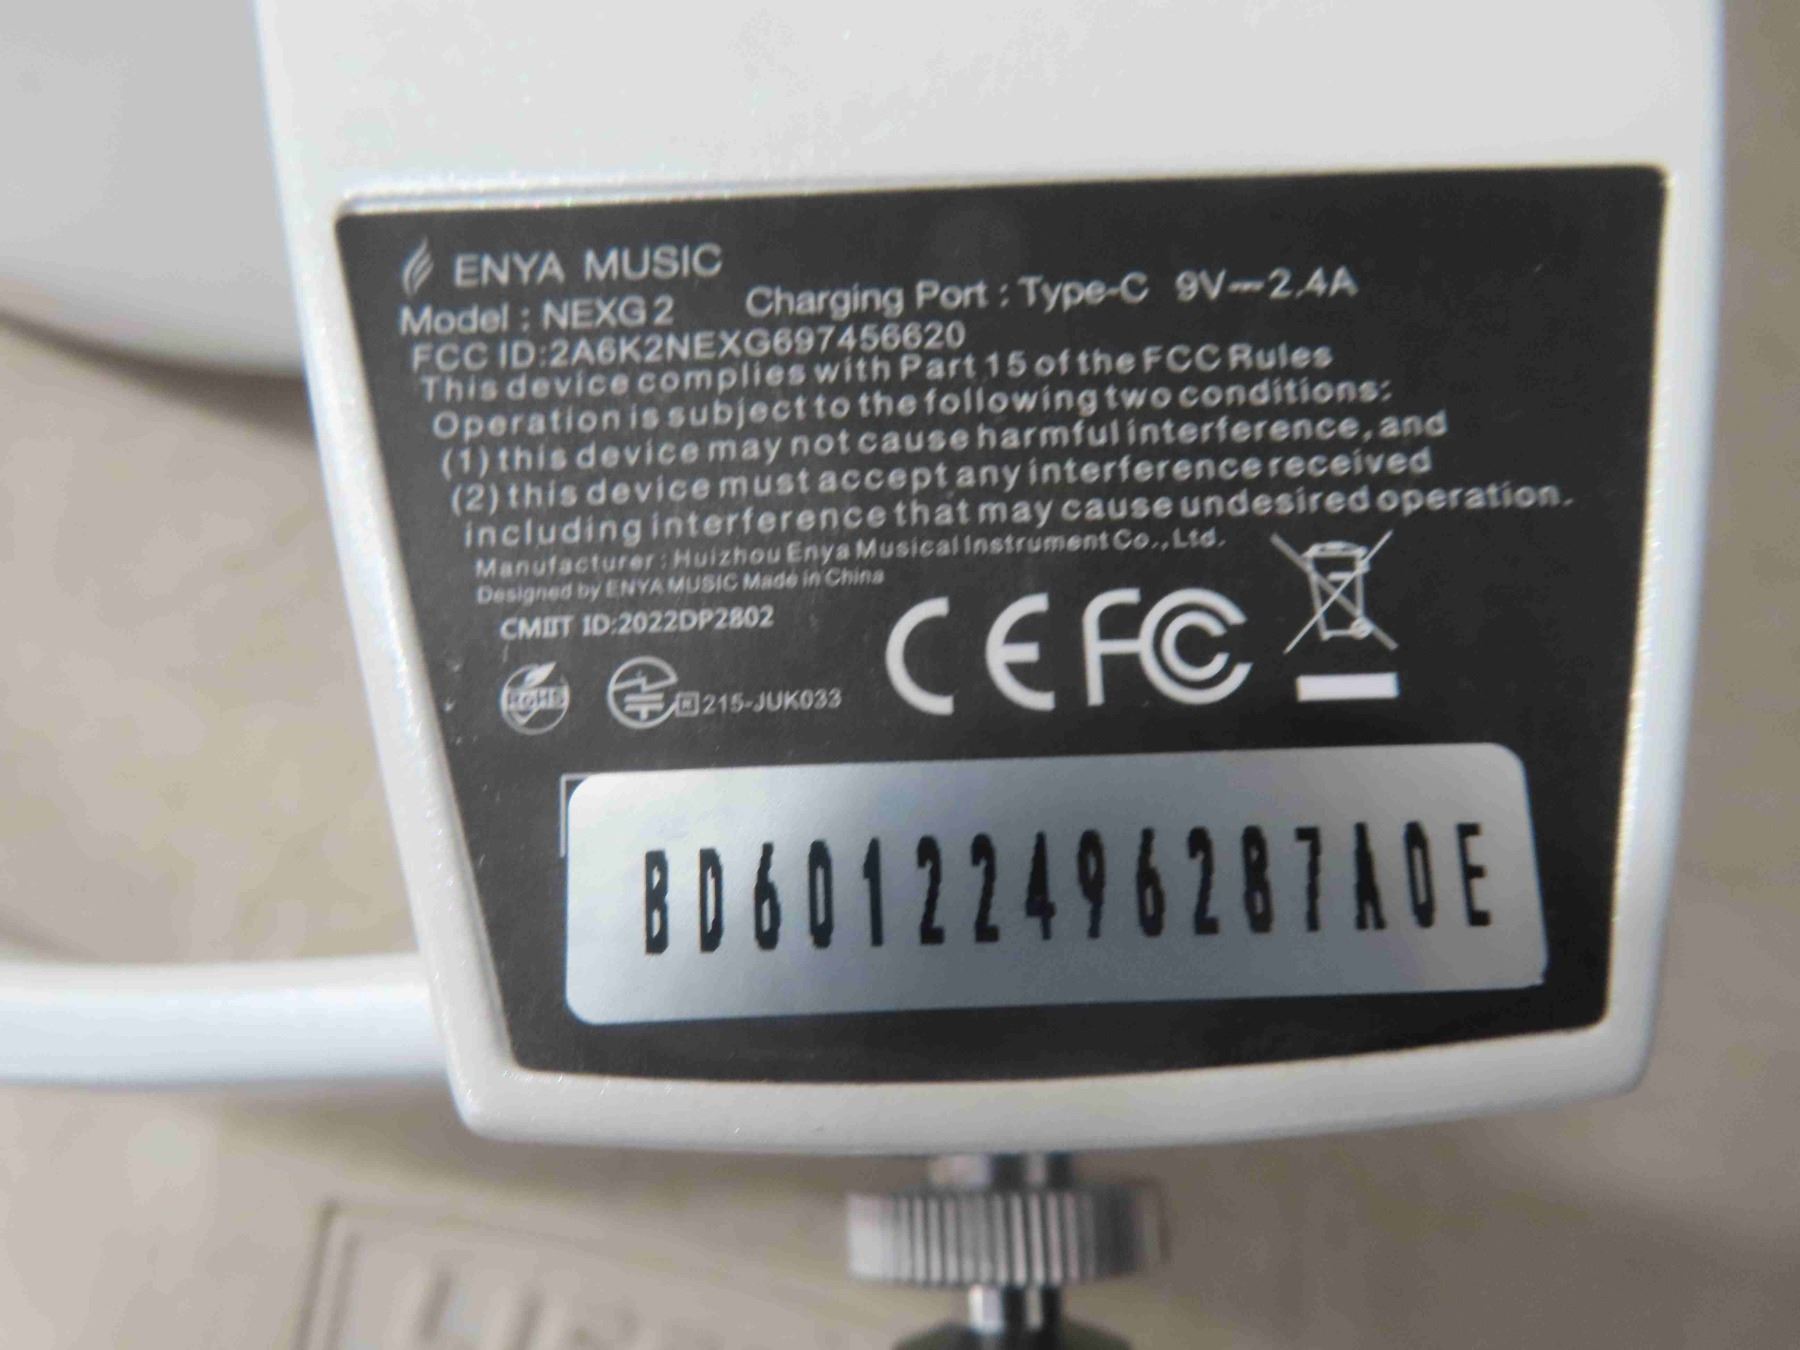 ENYA MUSIC
Model : NEXG 2 Charging Port : Type-C 9V⎓2.4A
FCC ID:2A6K2NEXG697456620
This device complies with Part 15 of the FCC Rules
Operation is subject to the following two conditions:
(1) this device may not cause harmful interference, and
(2) this device must accept any interference received
including interference that may cause undesired operation.
Manufacturer : Huizhou Enya Musical Instrument Co., Ltd.
Designed by ENYA MUSIC Made in China
CMIIT ID:2022DP2802
RoHS
R 215-JUK033
CE FC
BD60122496287A0E